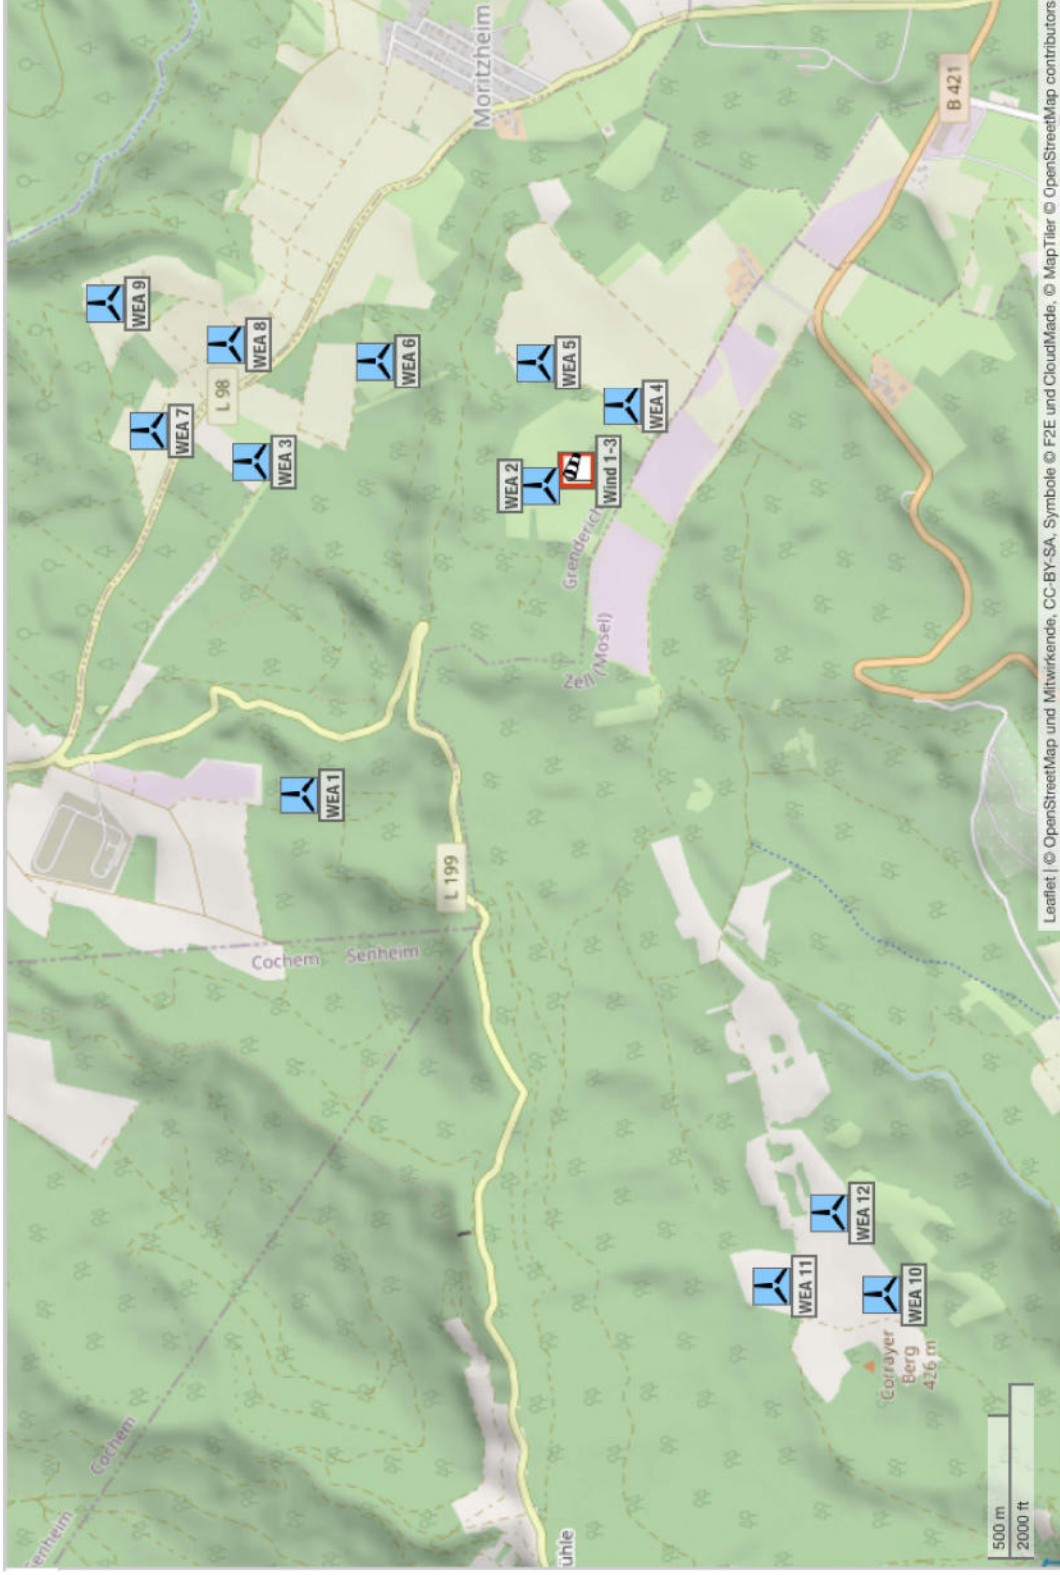 Cochem
WEA 9
WEA 7
L 98
WEA 8
WEA 3
Cochem
Senheim
WEA 1
WEA 6
L 199
Moritzheim
WEA 2
ühle
WEA 5
Grenderich
Zell (Mosel)
Wind 1-3
WEA 4
WEA 11
WEA 12
Corrayer
Berg
426 m
WEA 10
B 421
500 m
2000 ft
Leaflet | © OpenStreetMap und Mitwirkende, CC-BY-SA, Symbole © F2E und CloudMade, © MapTiler © OpenStreetMap contributors